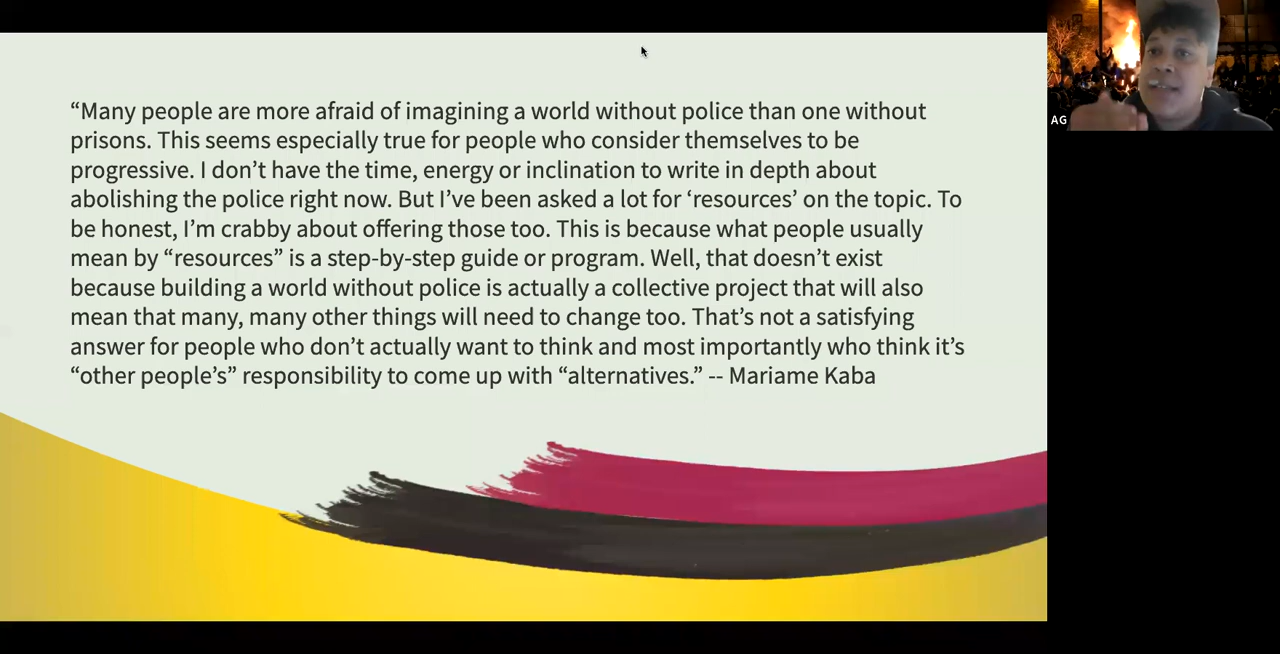 “Many people are more afraid of imagining a world without police than one without
prisons. This seems especially true for people who consider themselves to be
progressive. I don’t have the time, energy or inclination to write in depth about
abolishing the police right now. But I’ve been asked a lot for ‘resources’ on the topic. To
be honest, I’m crabby about offering those too. This is because what people usually
mean by “resources” is a step-by-step guide or program. Well, that doesn’t exist
because building a world without police is actually a collective project that will also
mean that many, many other things will need to change too. That’s not a satisfying
answer for people who don’t actually want to think and most importantly who think it’s
“other people’s” responsibility to come up with “alternatives.” -- Mariame Kaba
AG